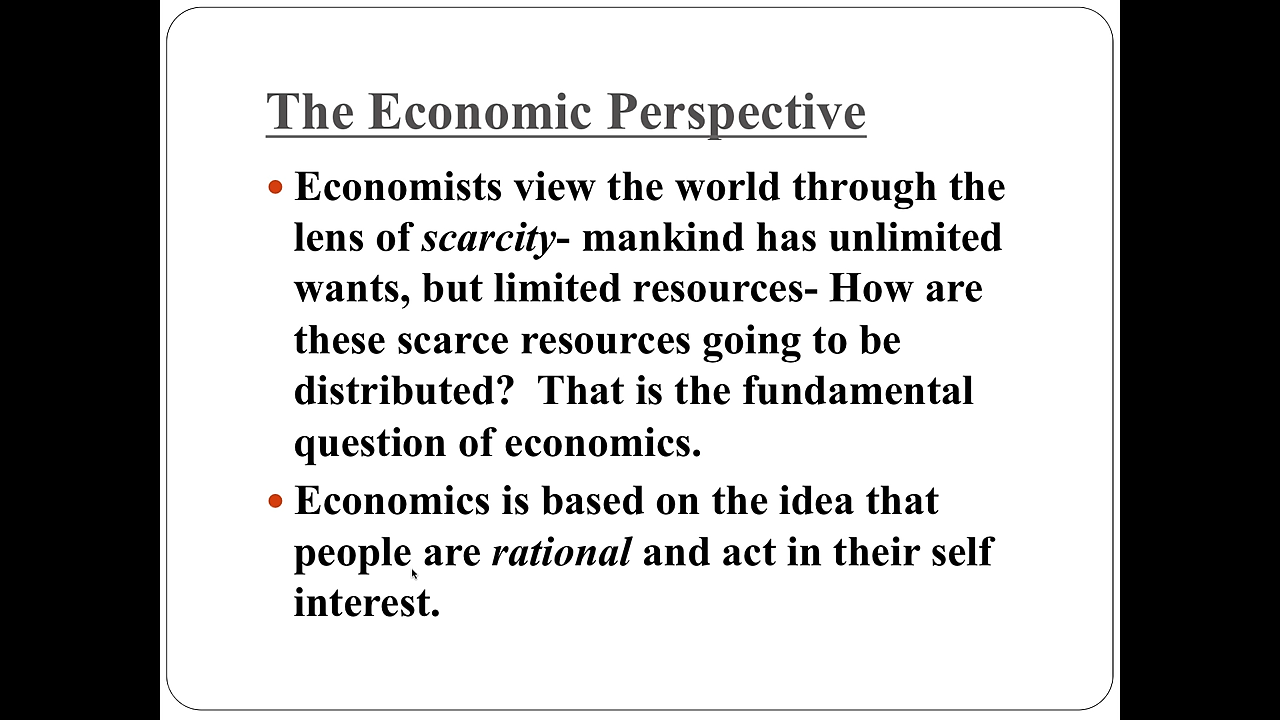 The Economic Perspective
• Economists view the world through the
lens of scarcity- mankind has unlimited
wants, but limited resources- How are
these scarce resources going to be
distributed?  That is the fundamental
question of economics.
• Economics is based on the idea that
people are rational and act in their self
interest.